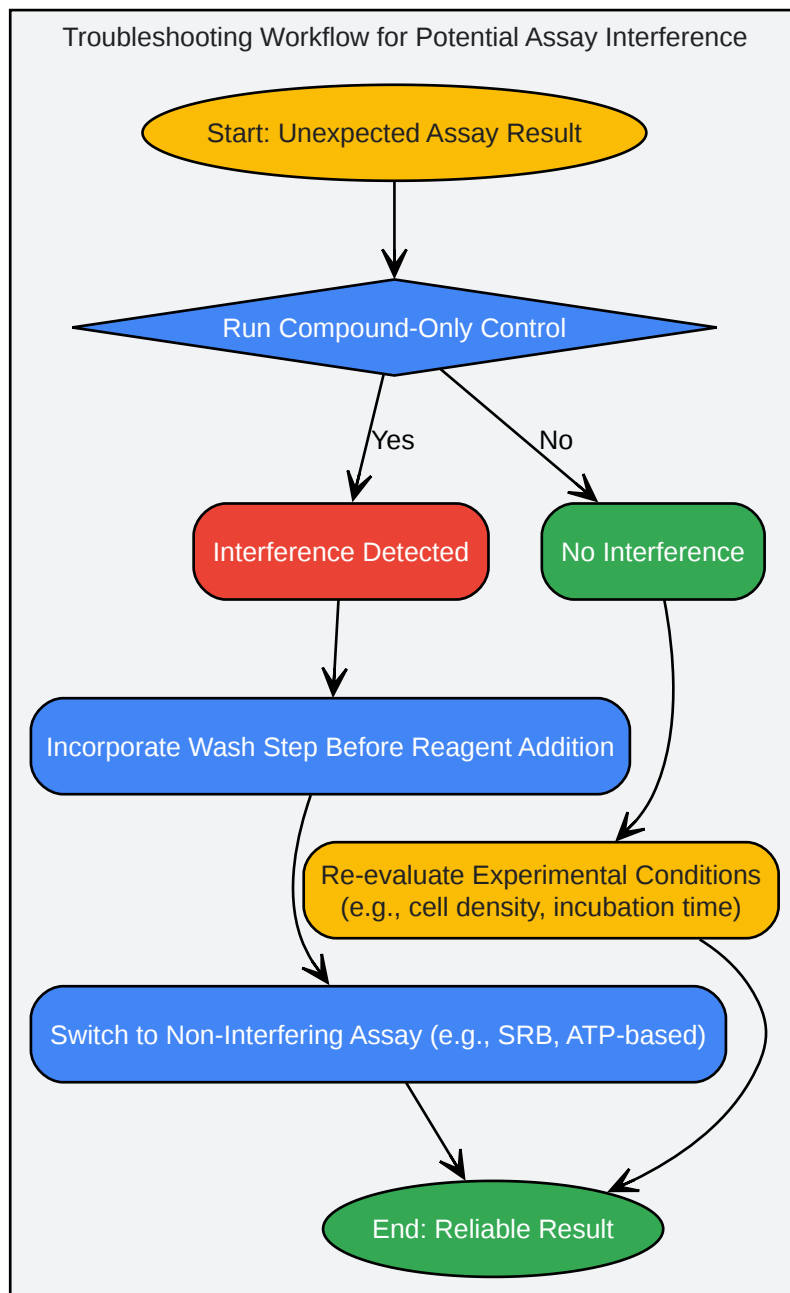 Troubleshooting Workflow for Potential Assay Interference
Start: Unexpected Assay Result
Run Compound-Only Control
Yes
No
Interference Detected
No Interference
Incorporate Wash Step Before Reagent Addition
Re-evaluate Experimental Conditions
(e.g., cell density, incubation time)
Switch to Non-Interfering Assay (e.g., SRB, ATP-based)
End: Reliable Result